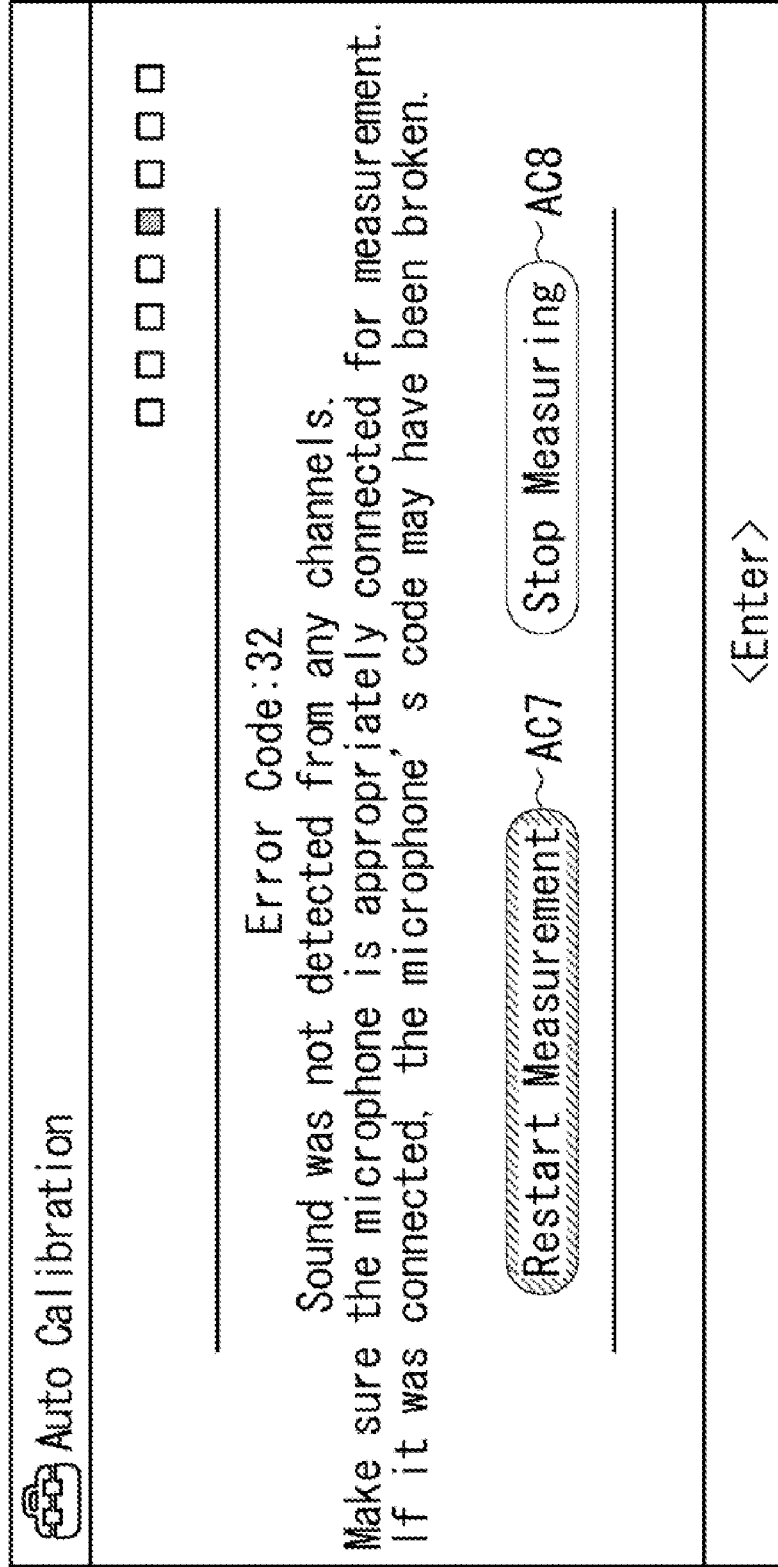 Auto Calibration
Error Code:32
Sound was not detected from any channels.
Make sure the microphone is appropriately connected for measurement.
If it was connected, the microphone's code may have been broken.
Restart Measurement AC7 Stop Measuring AC8
<Enter>